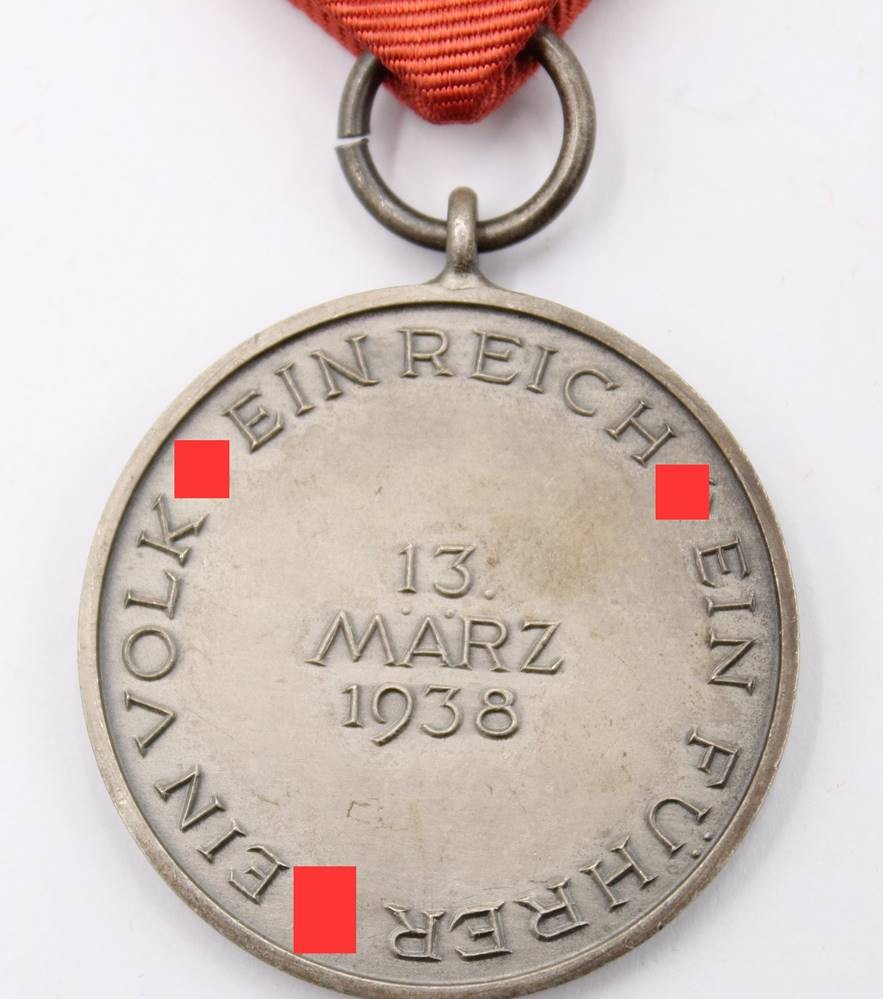 EIN VOLK EIN REICH EIN FÜHRER
13.
MÄRZ
1938